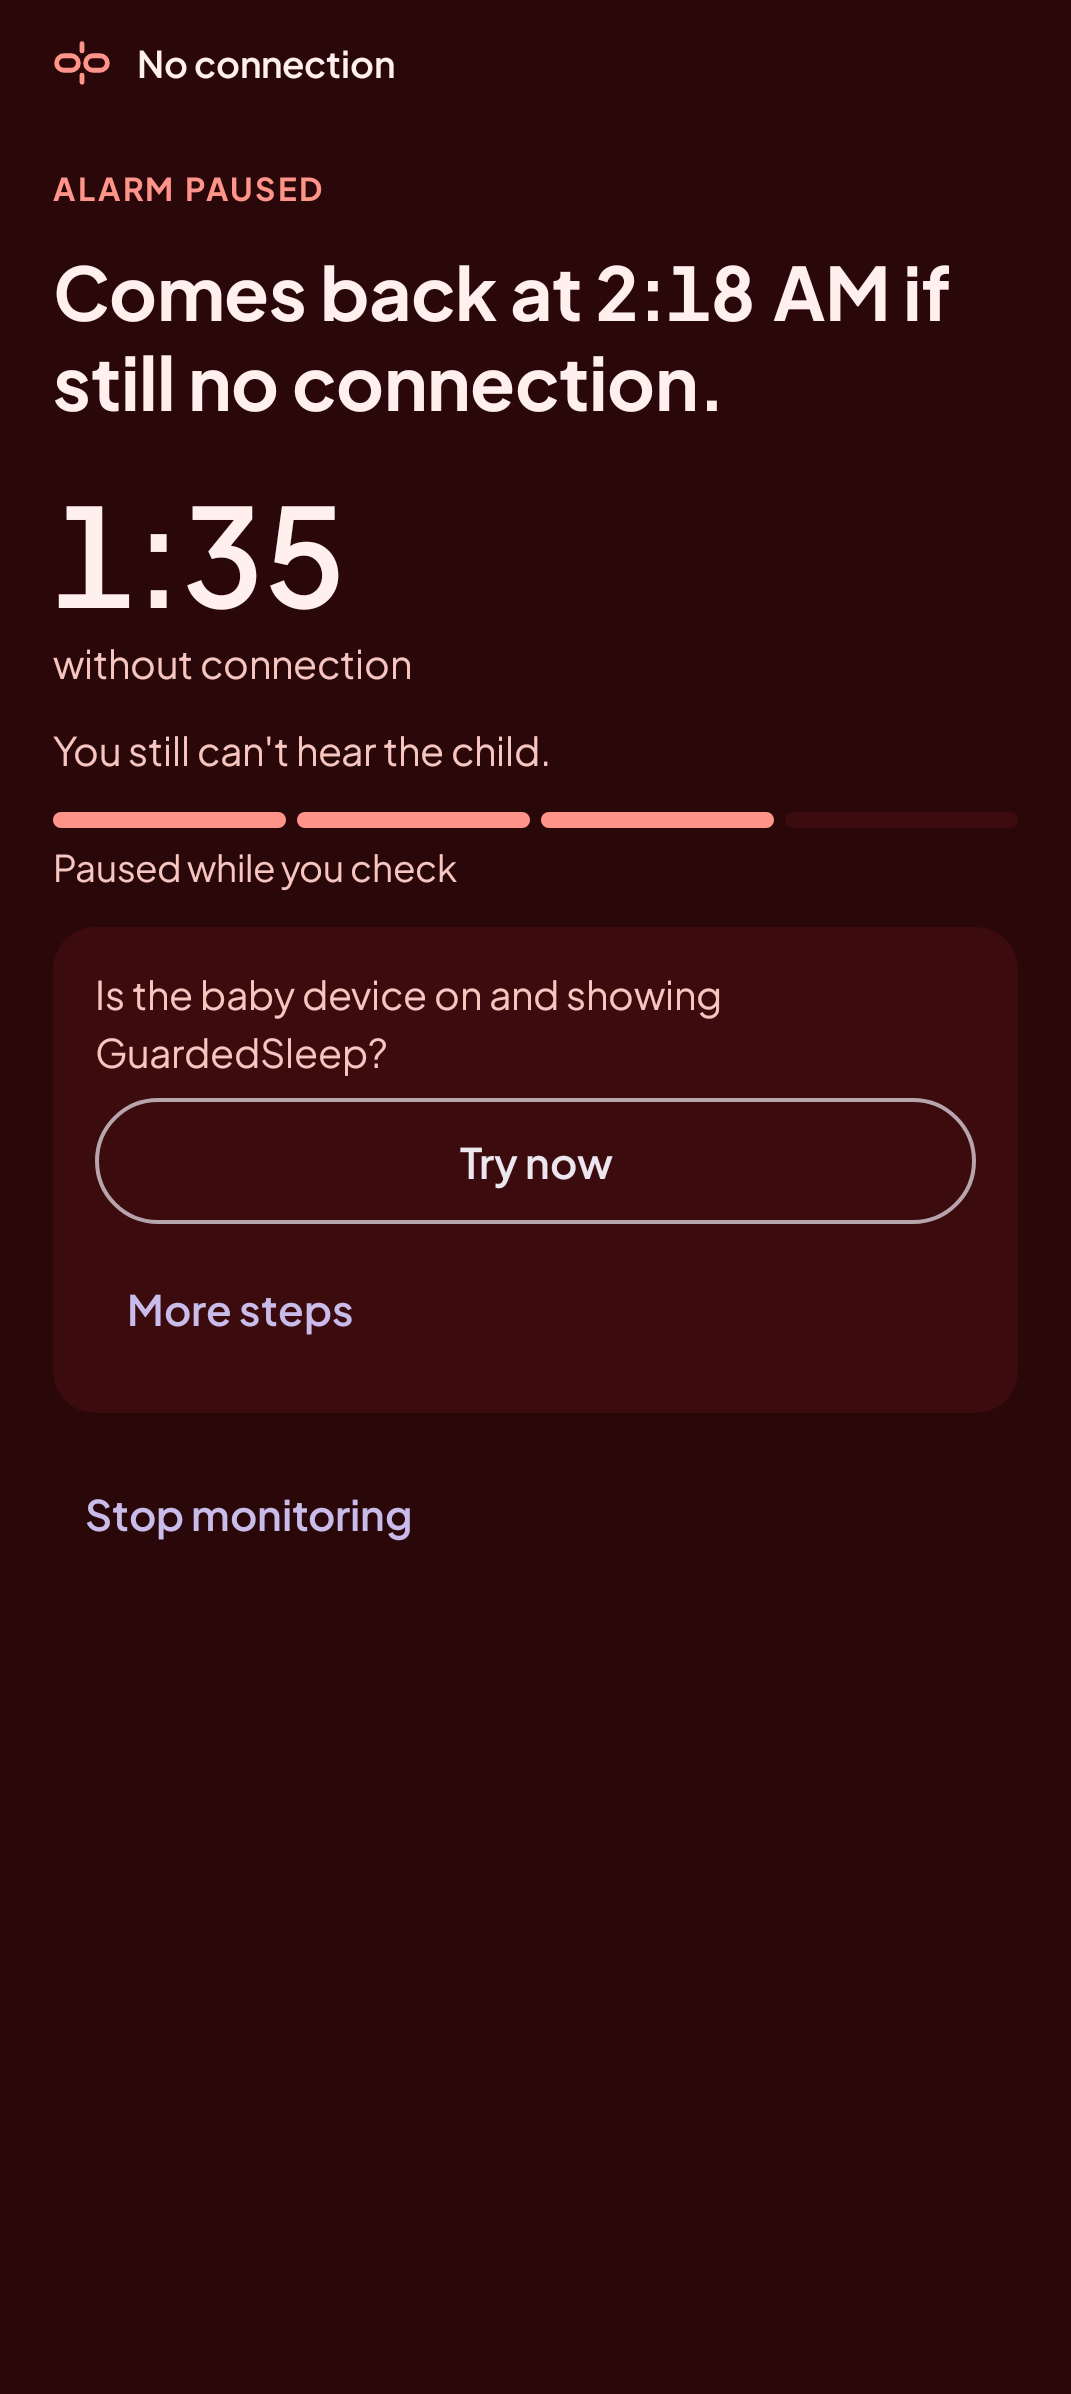 No connection
ALARM PAUSED
Comes back at 2:18 AM if
still no connection.
1:35
without connection
You still can't hear the child.
Paused while you check
Is the baby device on and showing
GuardedSleep?
Try now
More steps
Stop monitoring